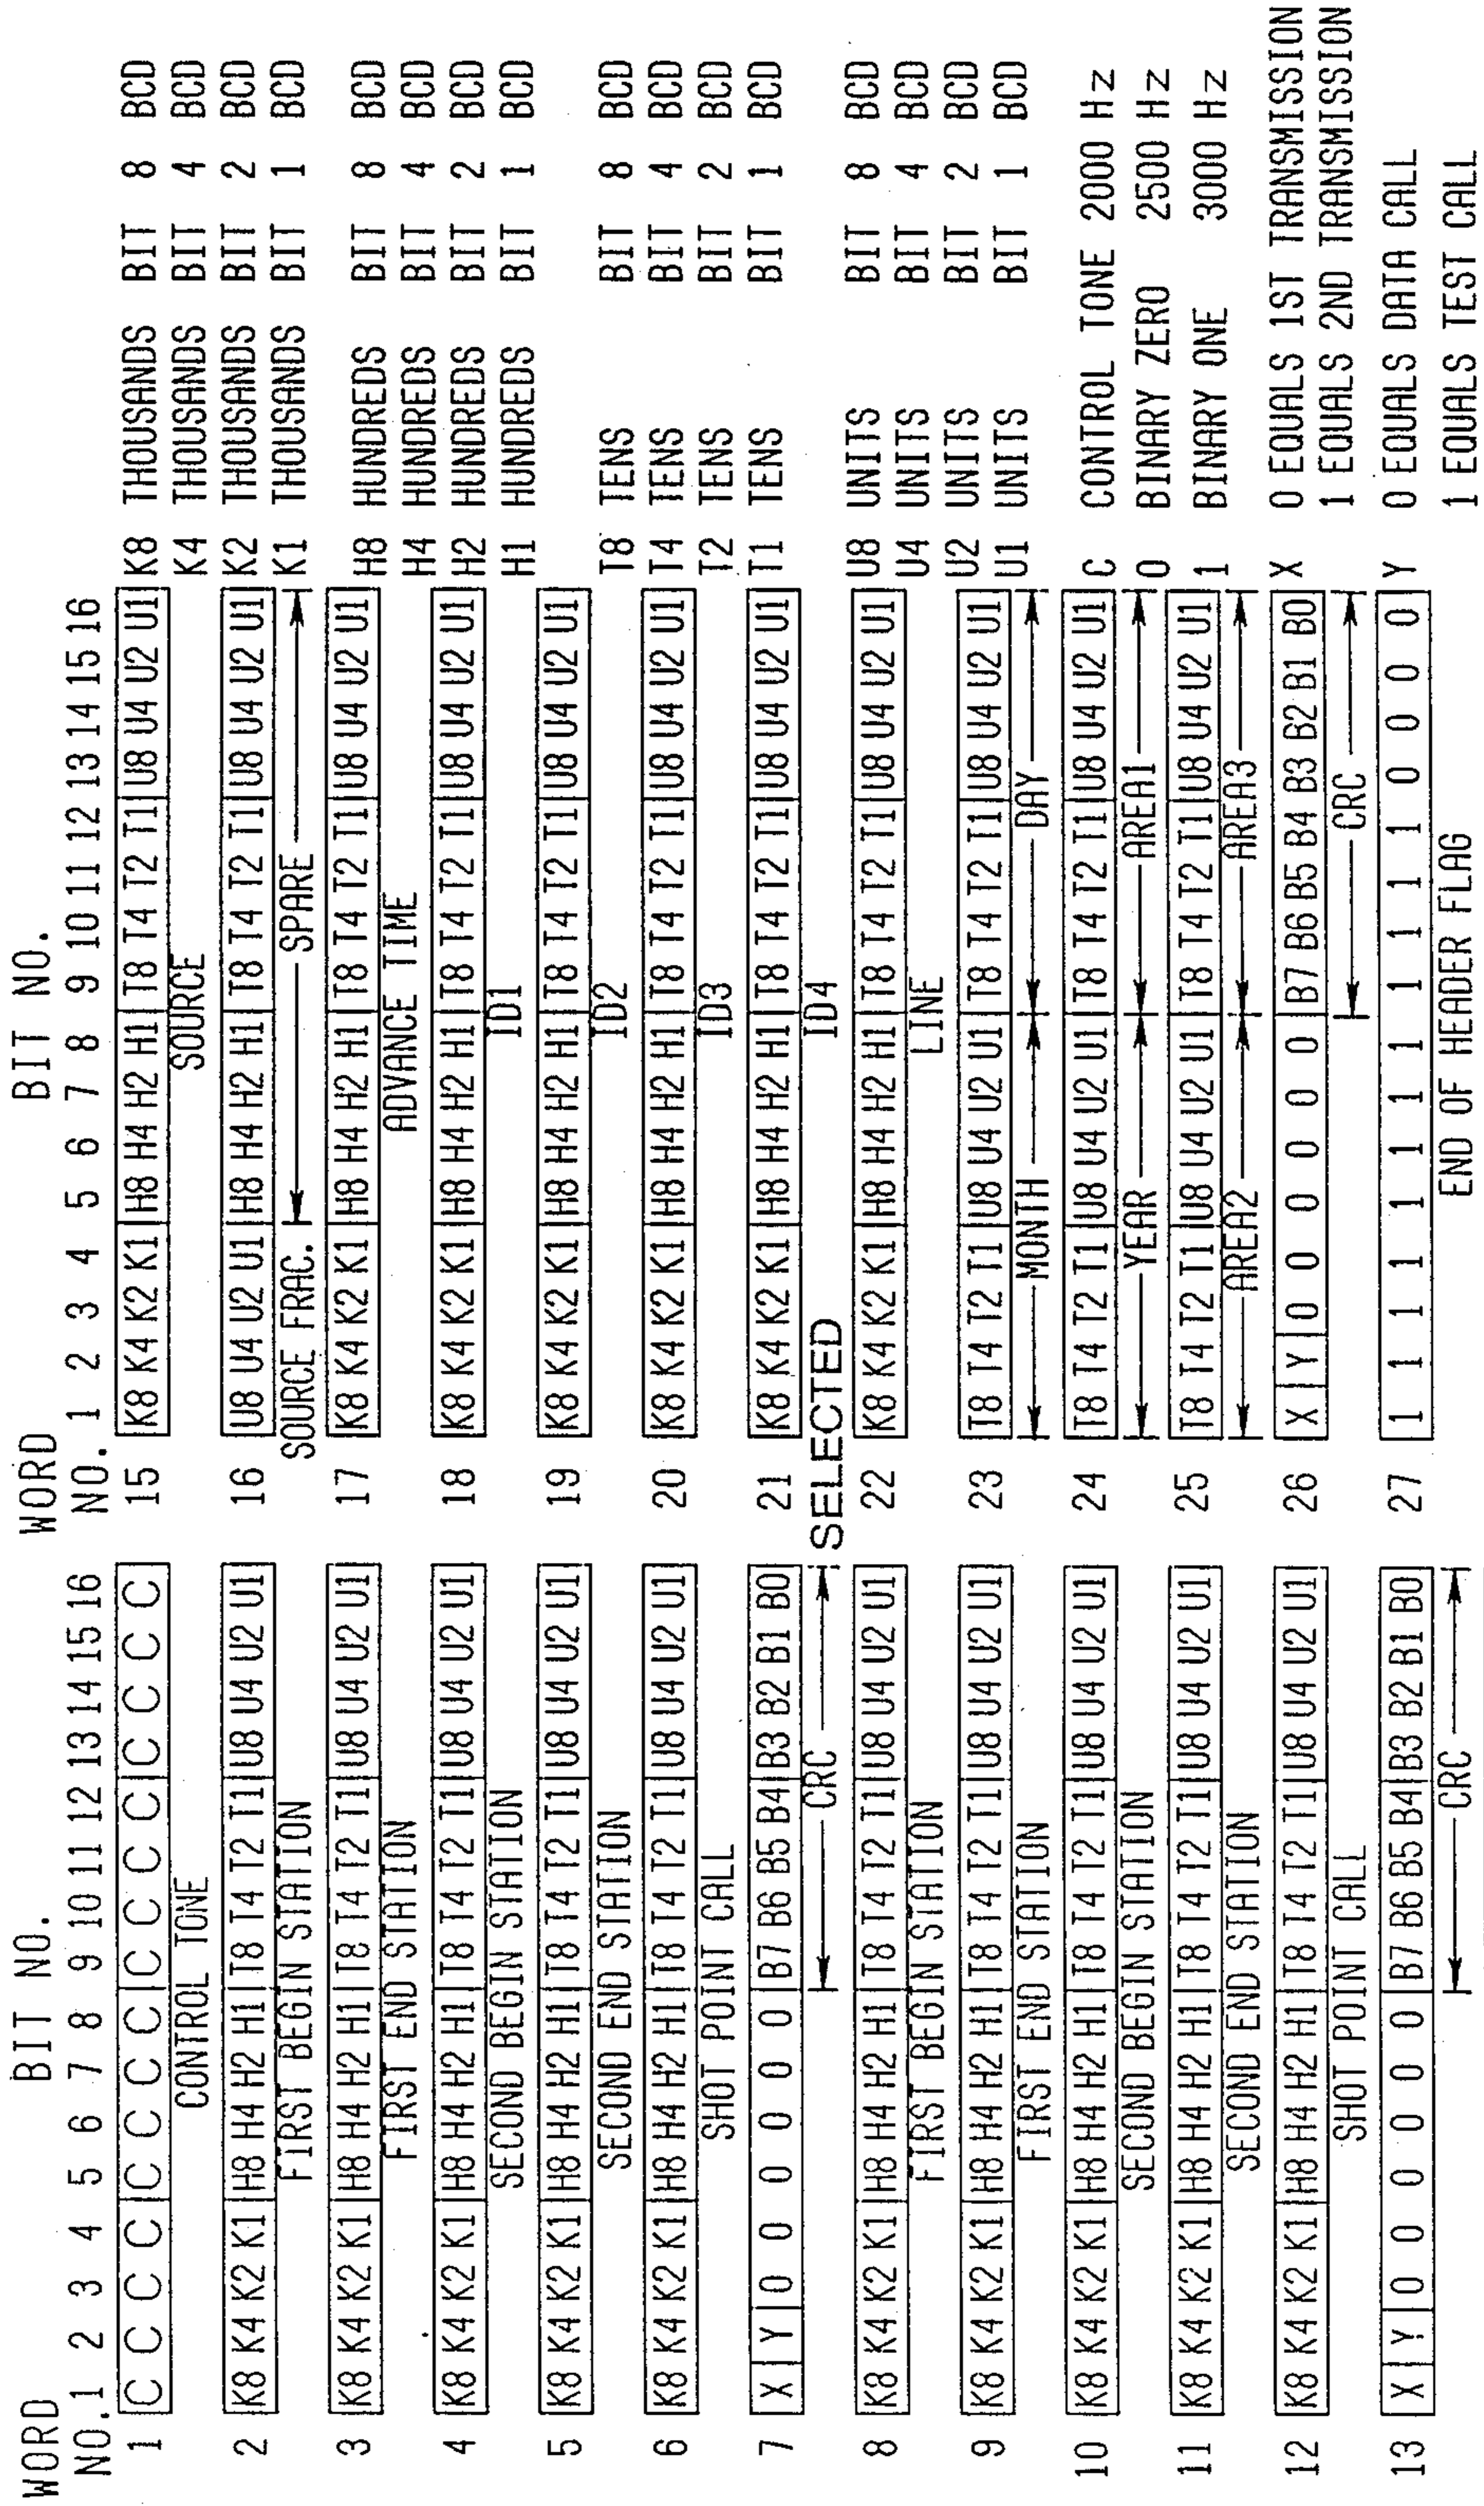 WORD BIT NO.
NO. 1 2 3 4 5 6 7 8 9 10 11 12 13 14 15 16
1 C C C C C C C C C C C C C C C C
CONTROL TONE
2 K8 K4 K2 K1 H8 H4 H2 H1 T8 T4 T2 T1 U8 U4 U2 U1
FIRST BEGIN STATION
3 K8 K4 K2 K1 H8 H4 H2 H1 T8 T4 T2 T1 U8 U4 U2 U1
FIRST END STATION
4 K8 K4 K2 K1 H8 H4 H2 H1 T8 T4 T2 T1 U8 U4 U2 U1
SECOND BEGIN STATION
5 K8 K4 K2 K1 H8 H4 H2 H1 T8 T4 T2 T1 U8 U4 U2 U1
SECOND END STATION
6 K8 K4 K2 K1 H8 H4 H2 H1 T8 T4 T2 T1 U8 U4 U2 U1
SHOT POINT CALL
7 X Y 0 0 0 0 0 0 B7 B6 B5 B4 B3 B2 B1 B0
CRC
8 K8 K4 K2 K1 H8 H4 H2 H1 T8 T4 T2 T1 U8 U4 U2 U1
FIRST BEGIN STATION
9 K8 K4 K2 K1 H8 H4 H2 H1 T8 T4 T2 T1 U8 U4 U2 U1
FIRST END STATION
10 K8 K4 K2 K1 H8 H4 H2 H1 T8 T4 T2 T1 U8 U4 U2 U1
SECOND BEGIN STATION
11 K8 K4 K2 K1 H8 H4 H2 H1 T8 T4 T2 T1 U8 U4 U2 U1
SECOND END STATION
12 K8 K4 K2 K1 H8 H4 H2 H1 T8 T4 T2 T1 U8 U4 U2 U1
SHOT POINT CALL
13 X Y 0 0 0 0 0 0 B7 B6 B5 B4 B3 B2 B1 B0
CRC
WORD BIT NO.
NO. 1 2 3 4 5 6 7 8 9 10 11 12 13 14 15 16
15 K8 K4 K2 K1 H8 H4 H2 H1 T8 T4 T2 T1 U8 U4 U2 U1
SOURCE
16 U8 U4 U2 U1 H8 H4 H2 H1 T8 T4 T2 T1 U8 U4 U2 U1
SOURCE FRAC. SPARE
17 K8 K4 K2 K1 H8 H4 H2 H1 T8 T4 T2 T1 U8 U4 U2 U1
ADVANCE TIME
18 K8 K4 K2 K1 H8 H4 H2 H1 T8 T4 T2 T1 U8 U4 U2 U1
ID1
19 K8 K4 K2 K1 H8 H4 H2 H1 T8 T4 T2 T1 U8 U4 U2 U1
ID2
20 K8 K4 K2 K1 H8 H4 H2 H1 T8 T4 T2 T1 U8 U4 U2 U1
ID3
21 K8 K4 K2 K1 H8 H4 H2 H1 T8 T4 T2 T1 U8 U4 U2 U1
SELECTED ID4
22 K8 K4 K2 K1 H8 H4 H2 H1 T8 T4 T2 T1 U8 U4 U2 U1
LINE
23 T8 T4 T2 T1 U8 U4 U2 U1 T8 T4 T2 T1 U8 U4 U2 U1
MONTH DAY
24 T8 T4 T2 T1 U8 U4 U2 U1 T8 T4 T2 T1 U8 U4 U2 U1
YEAR AREA1
25 T8 T4 T2 T1 U8 U4 U2 U1 T8 T4 T2 T1 U8 U4 U2 U1
AREA2 AREA3
26 X Y 0 0 0 0 0 0 B7 B6 B5 B4 B3 B2 B1 B0
CRC
27 1 1 1 1 1 1 1 1 1 1 1 1 0 0 0 0
END OF HEADER FLAG
K8 THOUSANDS BIT 8 BCD
K4 THOUSANDS BIT 4 BCD
K2 THOUSANDS BIT 2 BCD
K1 THOUSANDS BIT 1 BCD
H8 HUNDREDS BIT 8 BCD
H4 HUNDREDS BIT 4 BCD
H2 HUNDREDS BIT 2 BCD
H1 HUNDREDS BIT 1 BCD
T8 TENS BIT 8 BCD
T4 TENS BIT 4 BCD
T2 TENS BIT 2 BCD
T1 TENS BIT 1 BCD
U8 UNITS BIT 8 BCD
U4 UNITS BIT 4 BCD
U2 UNITS BIT 2 BCD
U1 UNITS BIT 1 BCD
C CONTROL TONE 2000 Hz
0 BINARY ZERO 2500 Hz
1 BINARY ONE 3000 Hz
X 0 EQUALS 1ST TRANSMISSION
1 EQUALS 2ND TRANSMISSION
Y 0 EQUALS DATA CALL
1 EQUALS TEST CALL